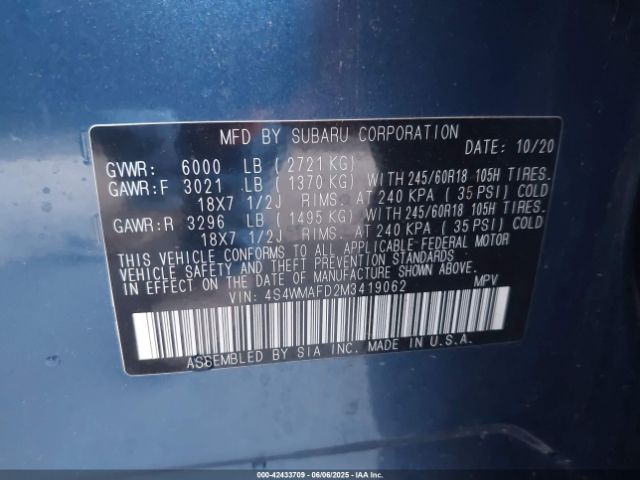 MFD BY SUBARU CORPORATION DATE: 10/20
GVWR: 6000 LB (2721 KG)
GAWR:F 3021 LB (1370 KG) WITH 245/60R18 105H TIRES.
18X7 1/2J RIMS. AT 240 KPA (35 PSI) COLD
GAWR:R 3296 LB (1495 KG) WITH 245/60R18 105H TIRES.
18X7 1/2J RIMS. AT 240 KPA (35 PSI) COLD
THIS VEHICLE CONFORMS TO ALL APPLICABLE FEDERAL MOTOR
VEHICLE SAFETY AND THEFT PREVENTION STANDARDS
IN EFFECT ON THE DATE OF MANUFACTURE SHOWN ABOVE.
VIN: 4S4WMAFD2M3419062 MPV
ASSEMBLED BY SIA INC. MADE IN U.S.A.
000-42433709 - 06/06/2025 - IAA Inc.